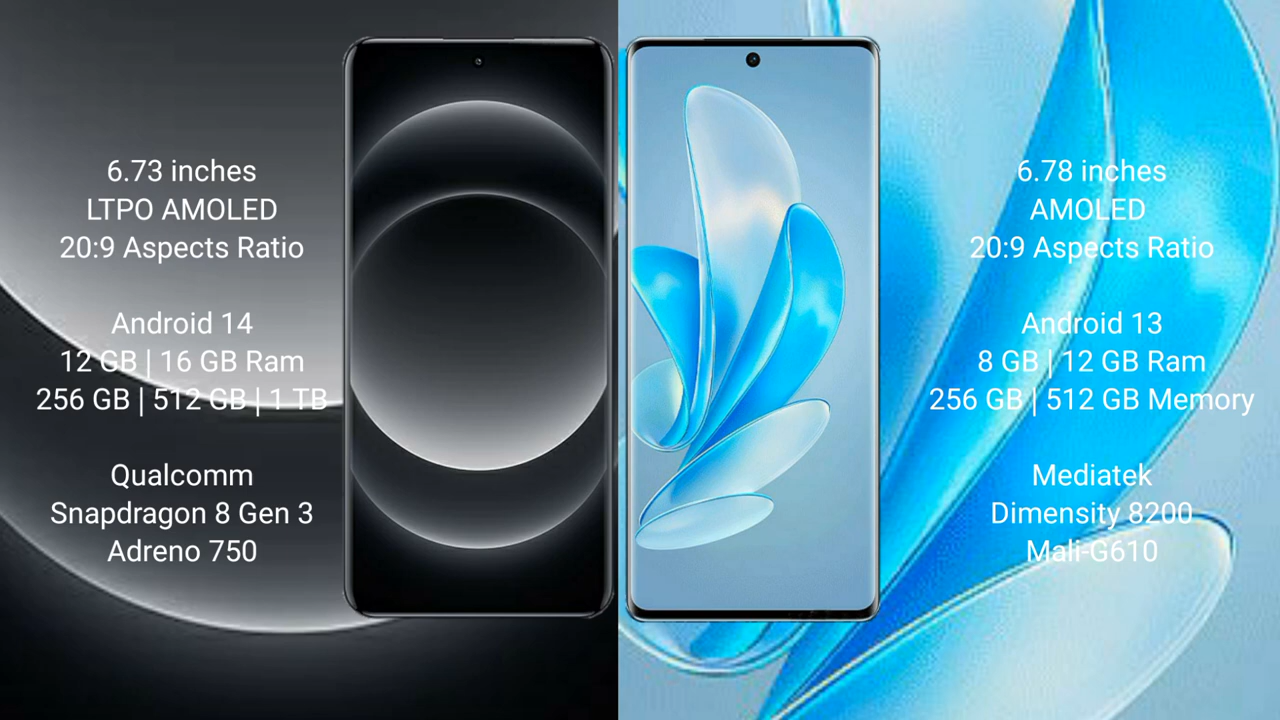 6.73 inches
LTPO AMOLED
20:9 Aspects Ratio
Android 14
12 GB | 16 GB Ram
256 GB | 512 GB | 1 TB
Qualcomm
Snapdragon 8 Gen 3
Adreno 750
6.78 inches
AMOLED
20:9 Aspects Ratio
Android 13
8 GB | 12 GB Ram
256 GB | 512 GB Memory
Mediatek
Dimensity 8200
Mali-G610